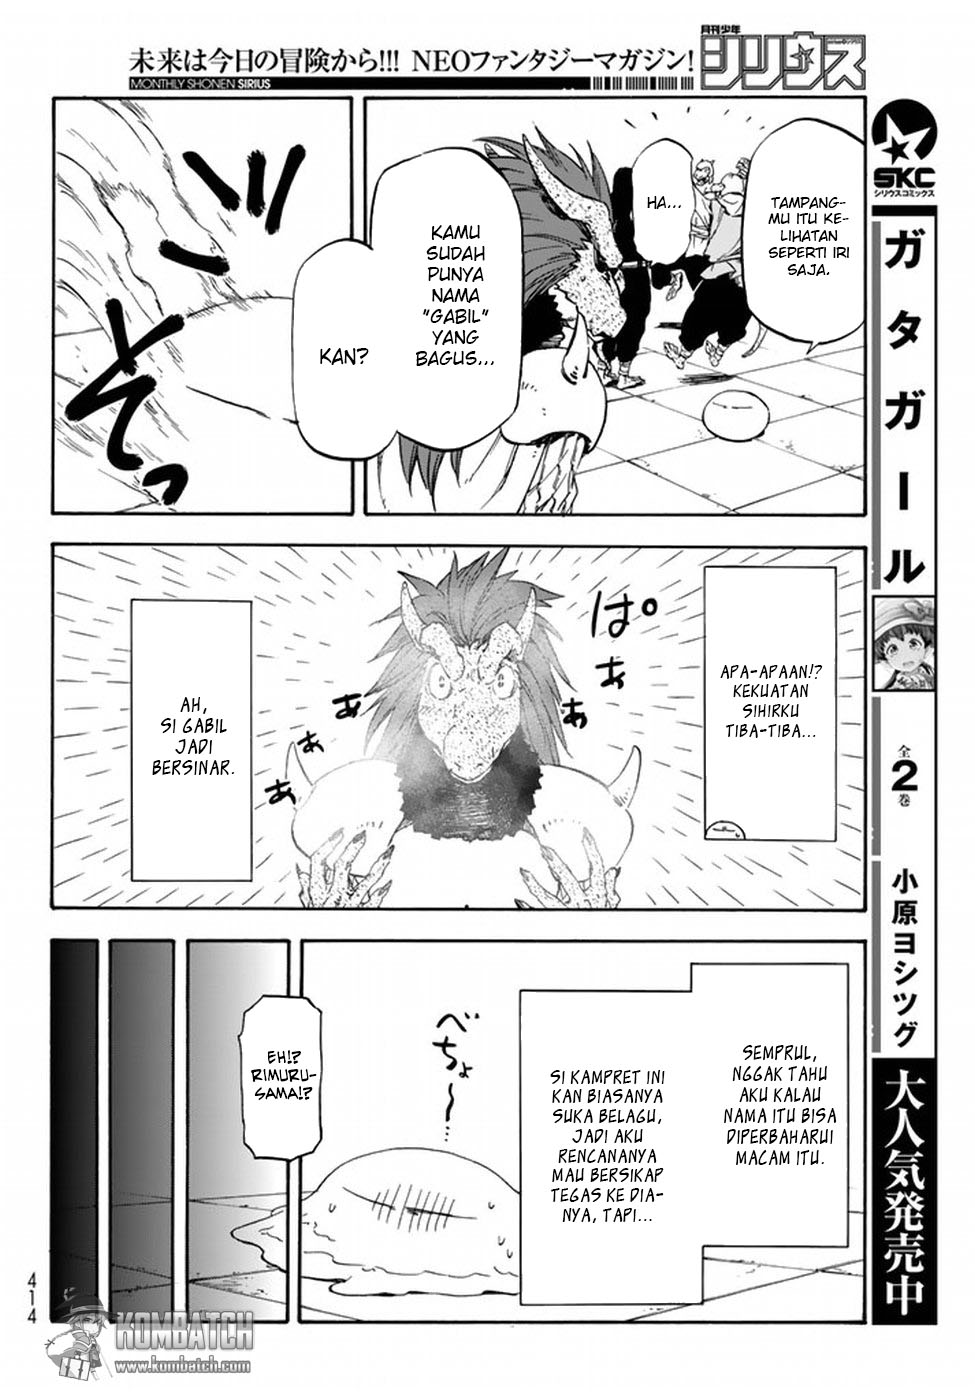 未来は今日の冒険から!!! NEOファンタジーマガジン!
MONTHLY SHONEN SIRIUS
月刊少年
シリウス
TAMPANG-
MU ITU KE-
LIHATAN
SEPERTI IRI
SAJA.
HA...
KAMU
SUDAH
PUNYA
NAMA
"GABIL"
YANG
BAGUS...
KAN?
ぐぬぬ
APA-APAAN!?
KEKUATAN
SIHIRKU
TIBA-TIBA...
ぱぁ
ぁぁ
ぁぁ
AH,
SI GABIL
JADI
BERSINAR.
SEMPRUL,
NGGAK TAHU
AKU KALAU
NAMA ITU BISA
DIPERBAHARUI
MACAM ITU.
SI KAMPRET INI
KAN BIASANYA
SUKA BELAGU,
JADI AKU
RENCANANYA
MAU BERSIKAP
TEGAS KE DIA-
NYA, TAPI...
べちょ〜
EH!?
RIMURU-
SAMA!?
SKC
シリウスコミックス
ガタガール
全2巻
小原ヨシツグ
大人気発売中
414
KOMBATCH
www.kombatch.com